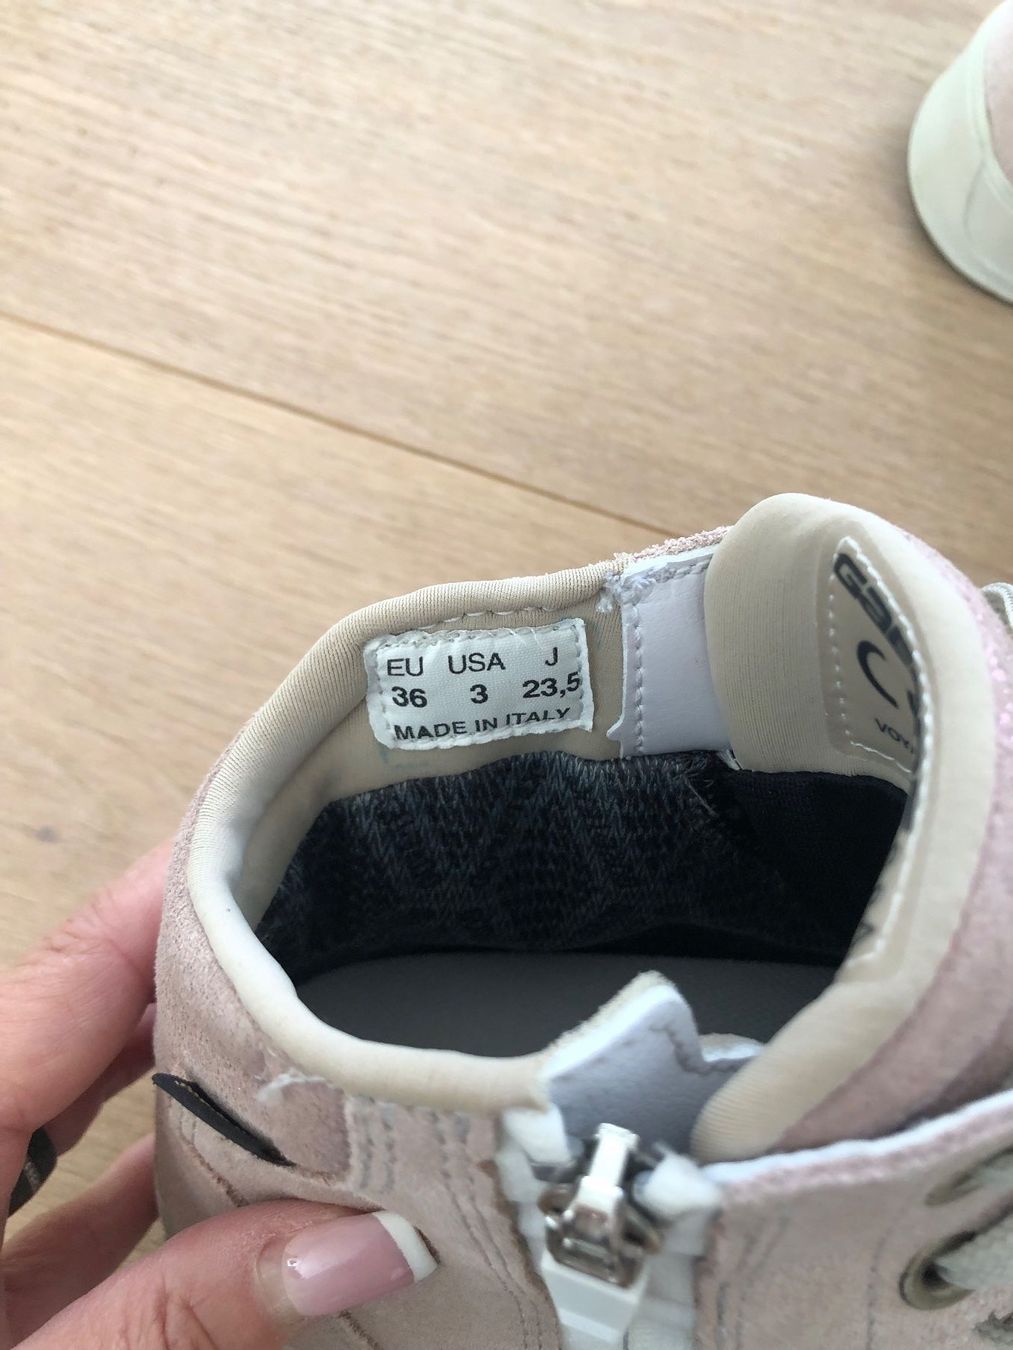 EU USA J
36 3 23,5
MADE IN ITALY